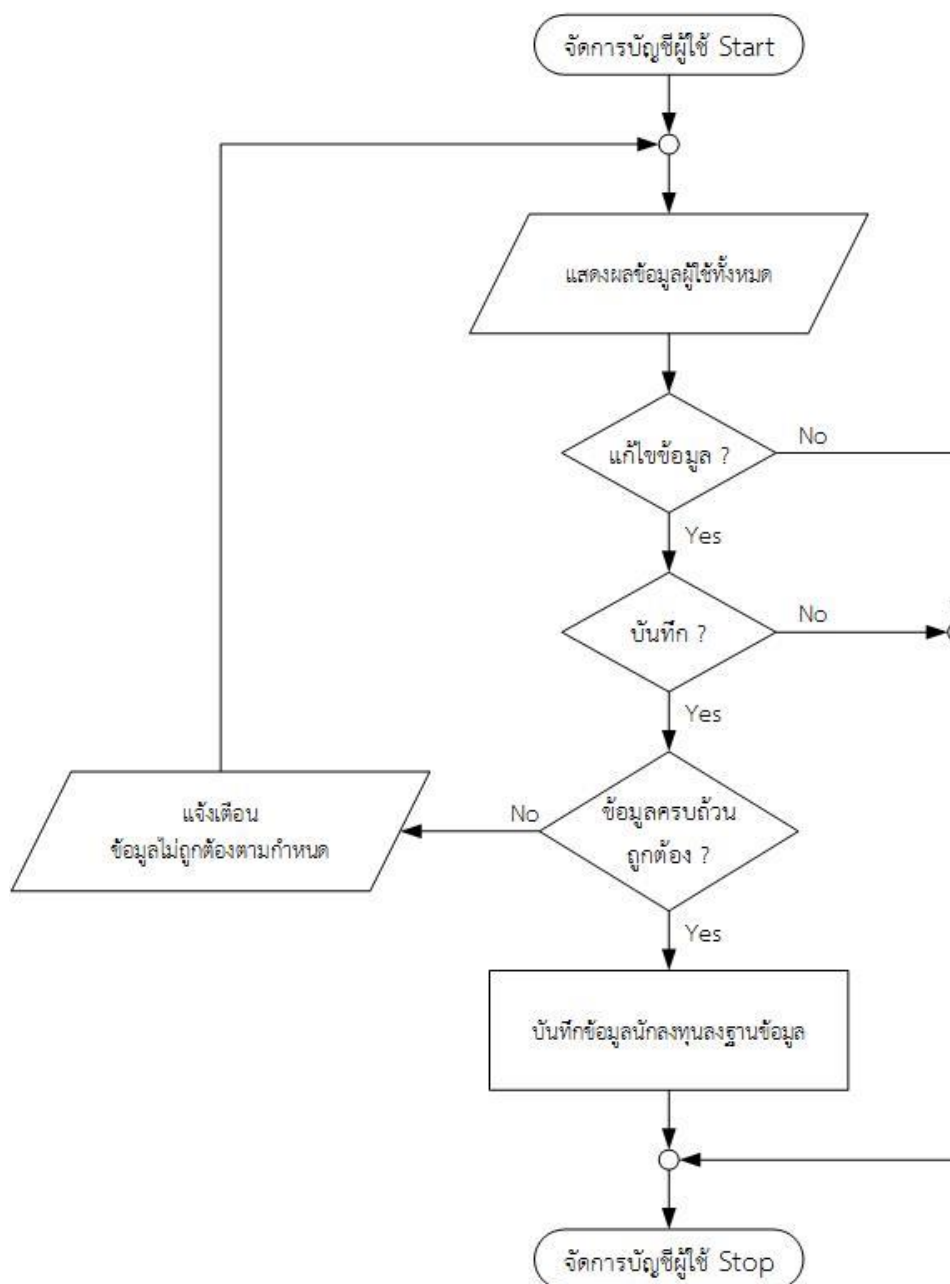 จัดการบัญชีผู้ใช้ Start
แสดงผลข้อมูลผู้ใช้ทั้งหมด
แก้ไขข้อมูล ?
No
Yes
บันทึก ?
No
Yes
ข้อมูลครบถ้วน
ถูกต้อง ?
No
แจ้งเตือน
ข้อมูลไม่ถูกต้องตามกำหนด
Yes
บันทึกข้อมูลนักลงทุนลงฐานข้อมูล
จัดการบัญชีผู้ใช้ Stop